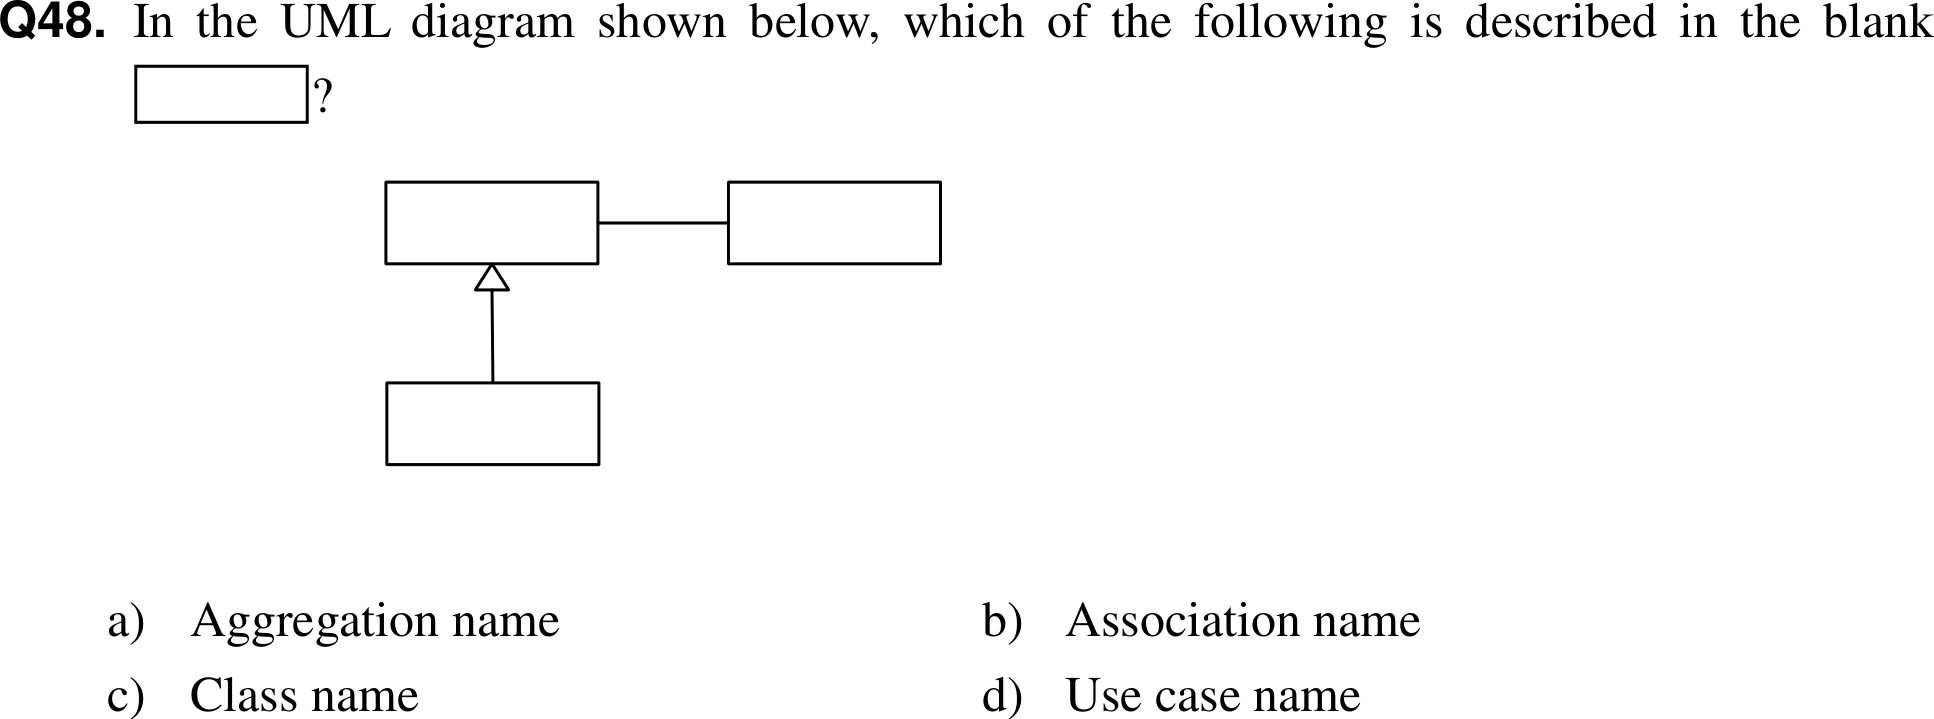 Q48. In the UML diagram shown below, which of the following is described in the blank
?
a) Aggregation name b) Association name
c) Class name d) Use case name